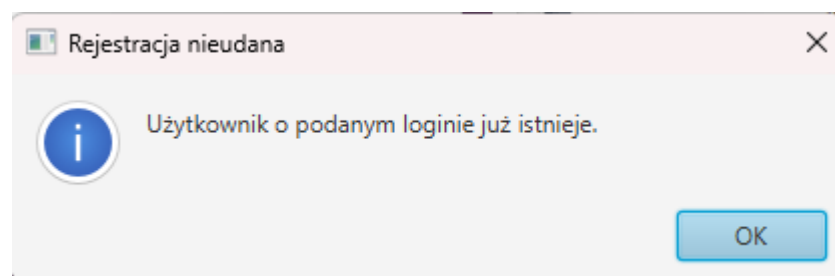 Rejestracja nieudana
Użytkownik o podanym loginie już istnieje.
OK